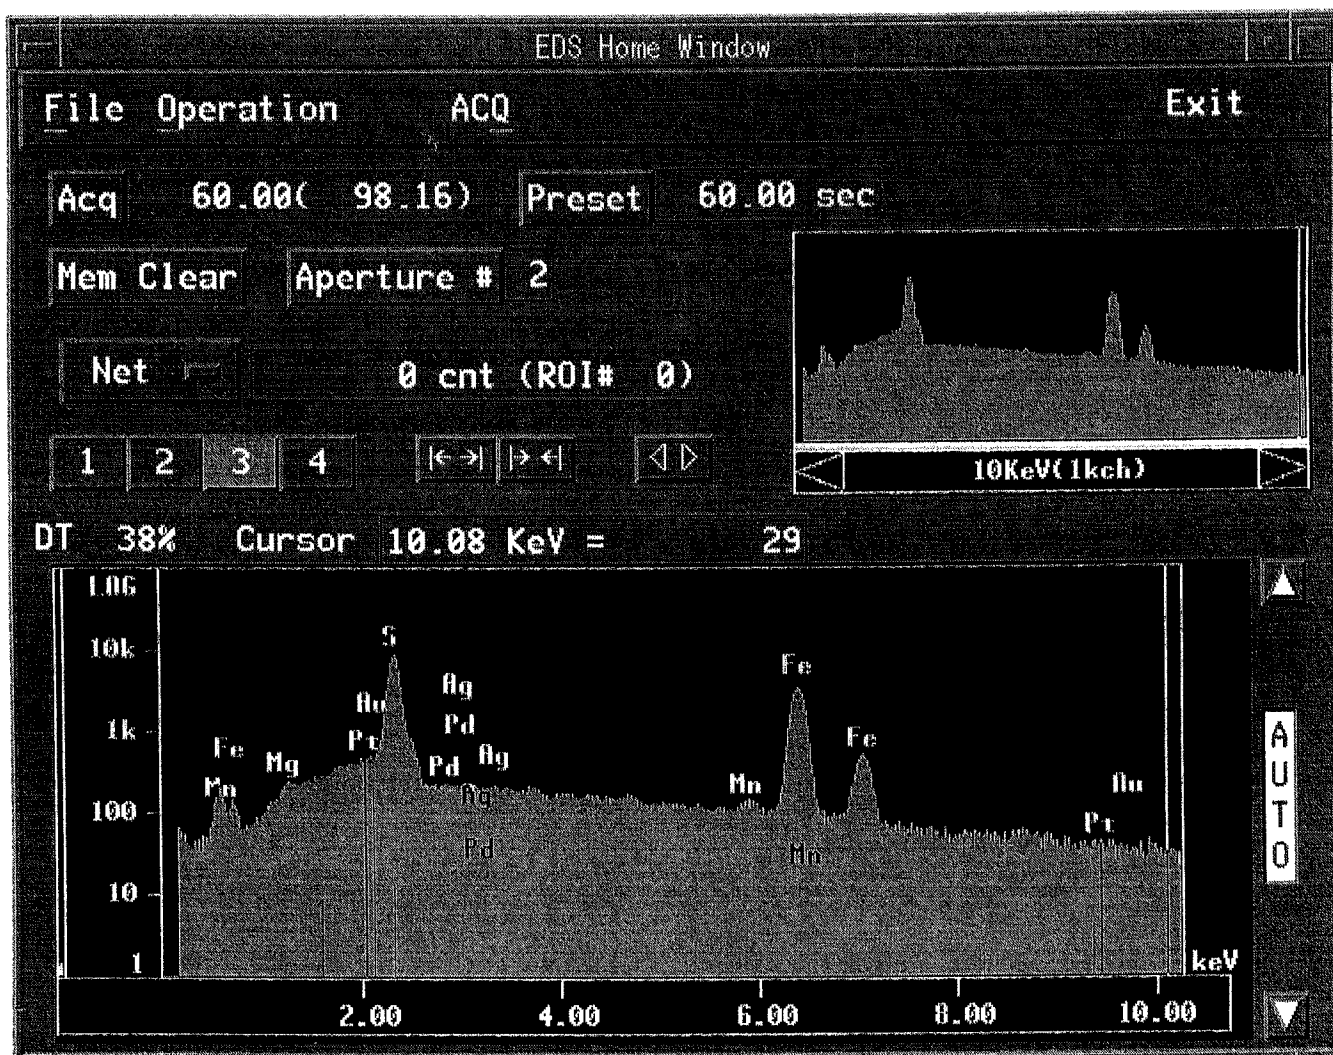 EDS Home Window
File Operation ACQ Exit
Acq 60.00( 98.16) Preset 60.00 sec
Mem Clear Aperture # 2
Net 0 cnt (ROI# 0)
1 2 3 4 |← →| |→ ←| ◁ ▷
10KeV(1kch)
DT 38% Cursor 10.08 KeV = 29
1.0G
10k
1k
100
10
1
S
Ag Fe
Au Pd
Fe Mg Pt Pd Ag Mn Fe Au
Mn Ag Pt
Pd Mn
AUTO
keV
2.00 4.00 6.00 8.00 10.00